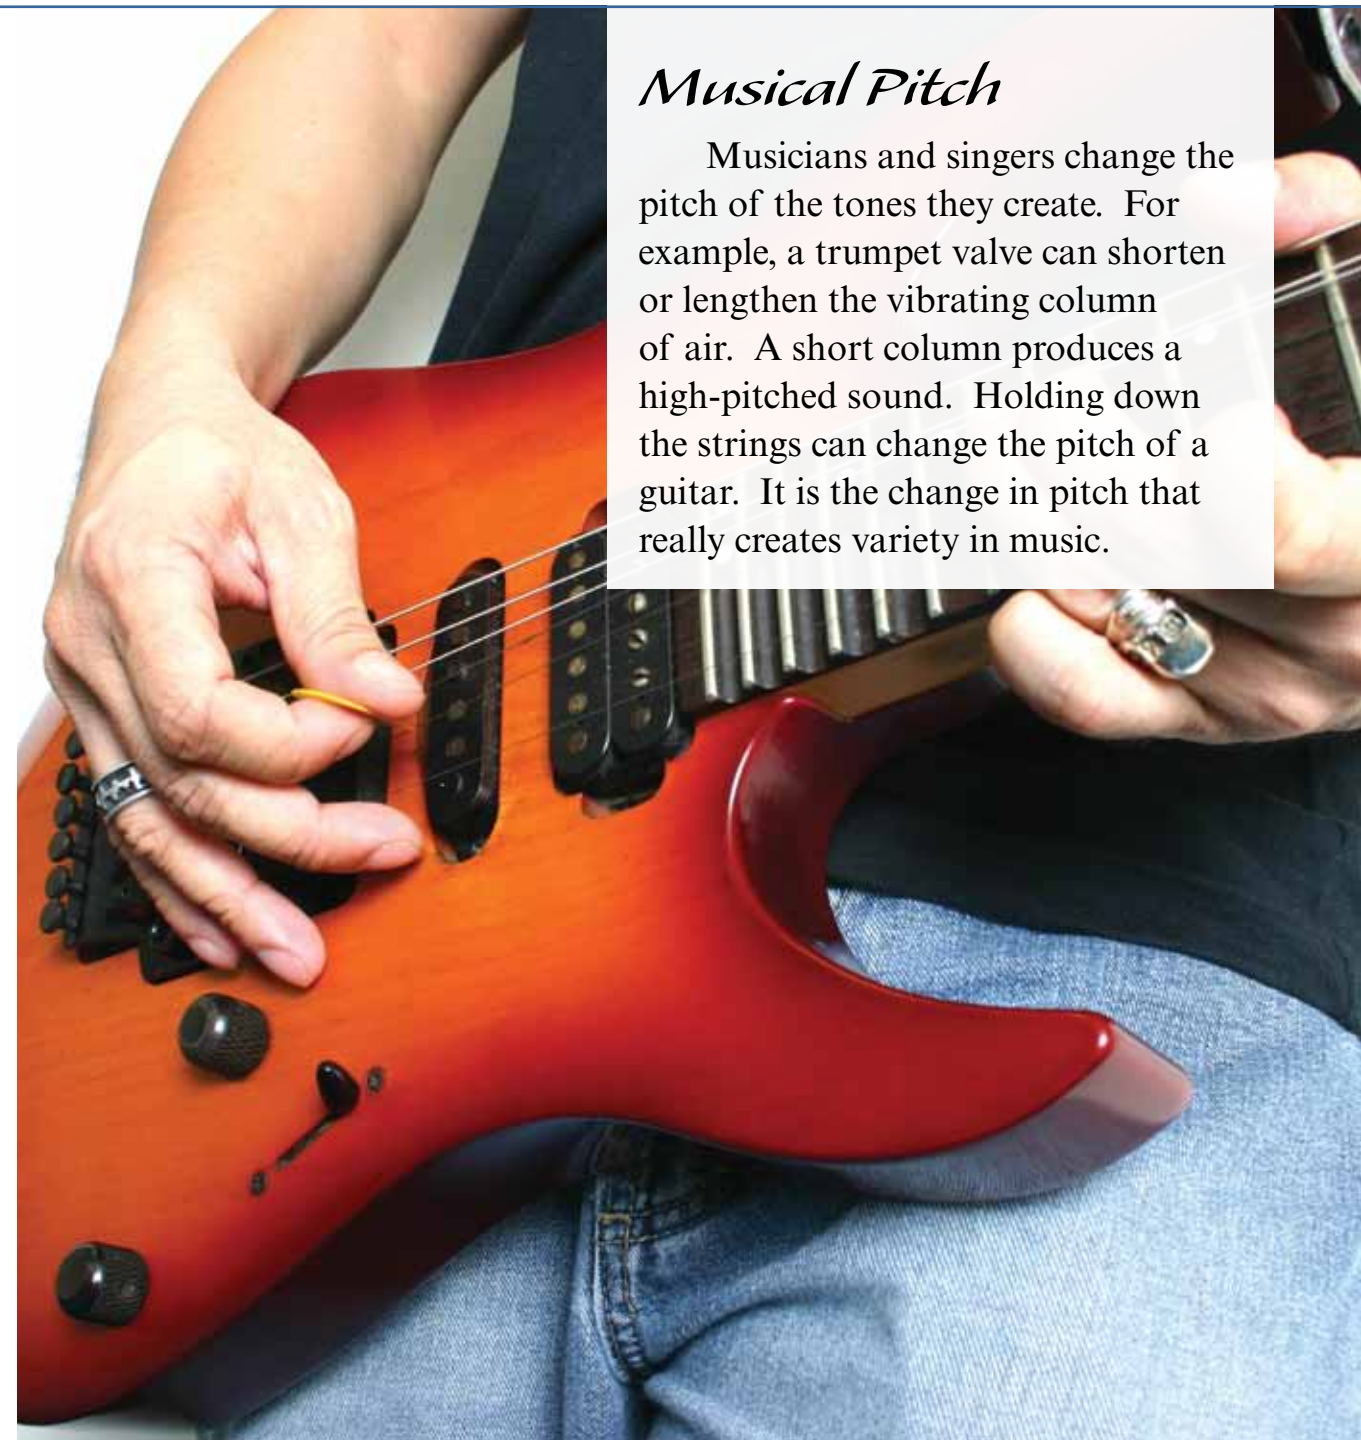 Musical Pitch
Musicians and singers change the
pitch of the tones they create.  For
example, a trumpet valve can shorten
or lengthen the vibrating column
of air.  A short column produces a
high-pitched sound.  Holding down
the strings can change the pitch of a
guitar.  It is the change in pitch that
really creates variety in music.